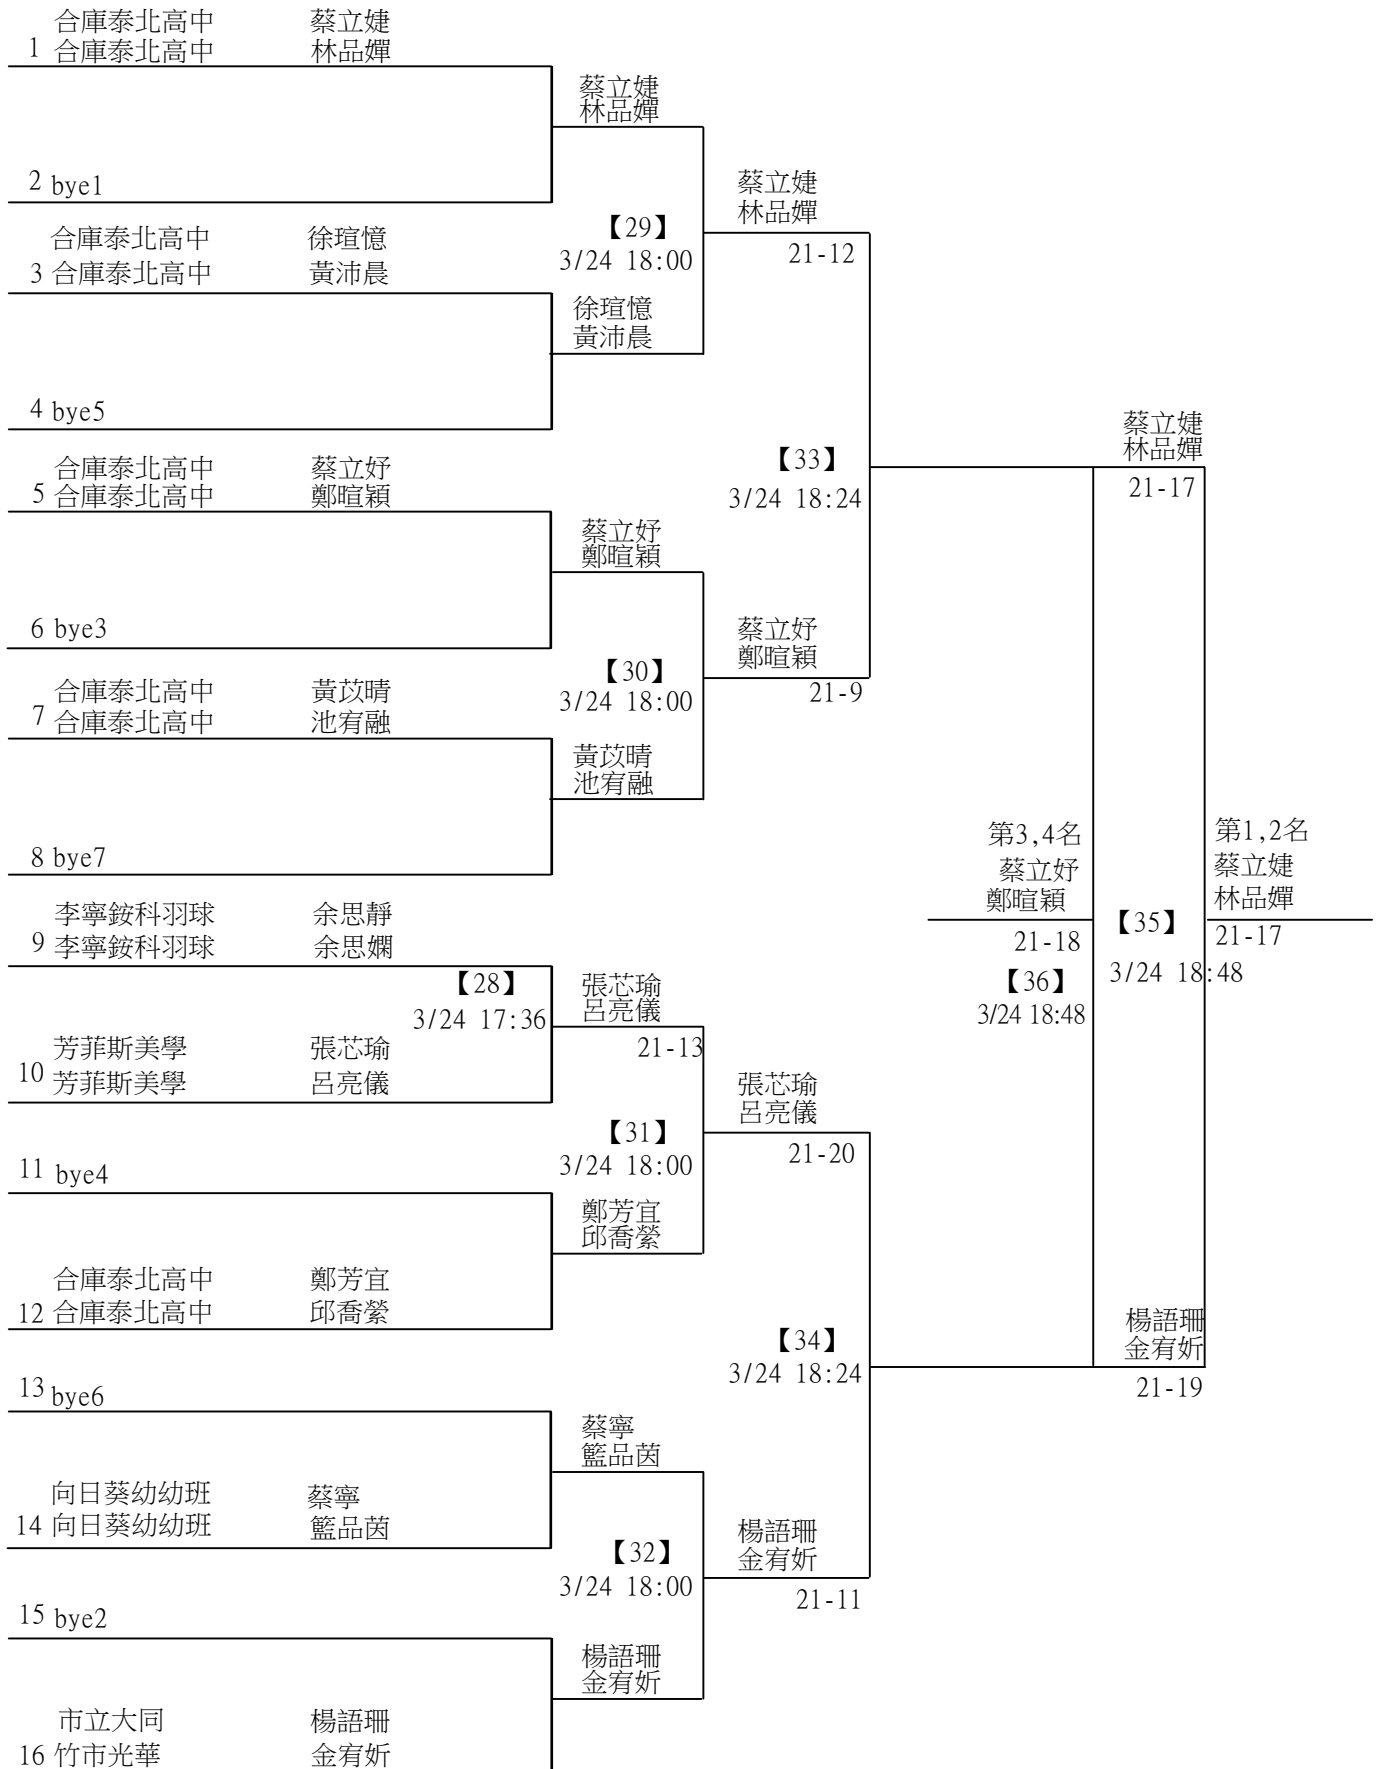 合庫泰北高中 蔡立婕
1 合庫泰北高中 林品嬋
蔡立婕
林品嬋
2 bye1
蔡立婕
林品嬋
【29】
3/24 18:00
21-12
合庫泰北高中 徐瑄憶
3 合庫泰北高中 黃沛晨
徐瑄憶
黃沛晨
4 bye5
蔡立婕
林品嬋
21-17
【33】
3/24 18:24
合庫泰北高中 蔡立妤
5 合庫泰北高中 鄭暄穎
蔡立妤
鄭暄穎
6 bye3
蔡立妤
鄭暄穎
21-9
【30】
3/24 18:00
合庫泰北高中 黃苡晴
7 合庫泰北高中 池宥融
黃苡晴
池宥融
8 bye7
第3,4名
蔡立妤
鄭暄穎
21-18
【36】
3/24 18:48
第1,2名
蔡立婕
林品嬋
21-17
【35】
3/24 18:48
李寧銨科羽球 余思靜
9 李寧銨科羽球 余思嫻
【28】
3/24 17:36
張芯瑜
呂亮儀
21-13
芳菲斯美學 張芯瑜
10 芳菲斯美學 呂亮儀
張芯瑜
呂亮儀
21-20
【31】
3/24 18:00
11 bye4
鄭芳宜
邱喬縈
合庫泰北高中 鄭芳宜
12 合庫泰北高中 邱喬縈
【34】
3/24 18:24
楊語珊
金宥妡
21-19
13 bye6
蔡寧
籃品茵
向日葵幼幼班 蔡寧
14 向日葵幼幼班 籃品茵
【32】
3/24 18:00
楊語珊
金宥妡
21-11
15 bye2
楊語珊
金宥妡
市立大同 楊語珊
16 竹市光華 金宥妡